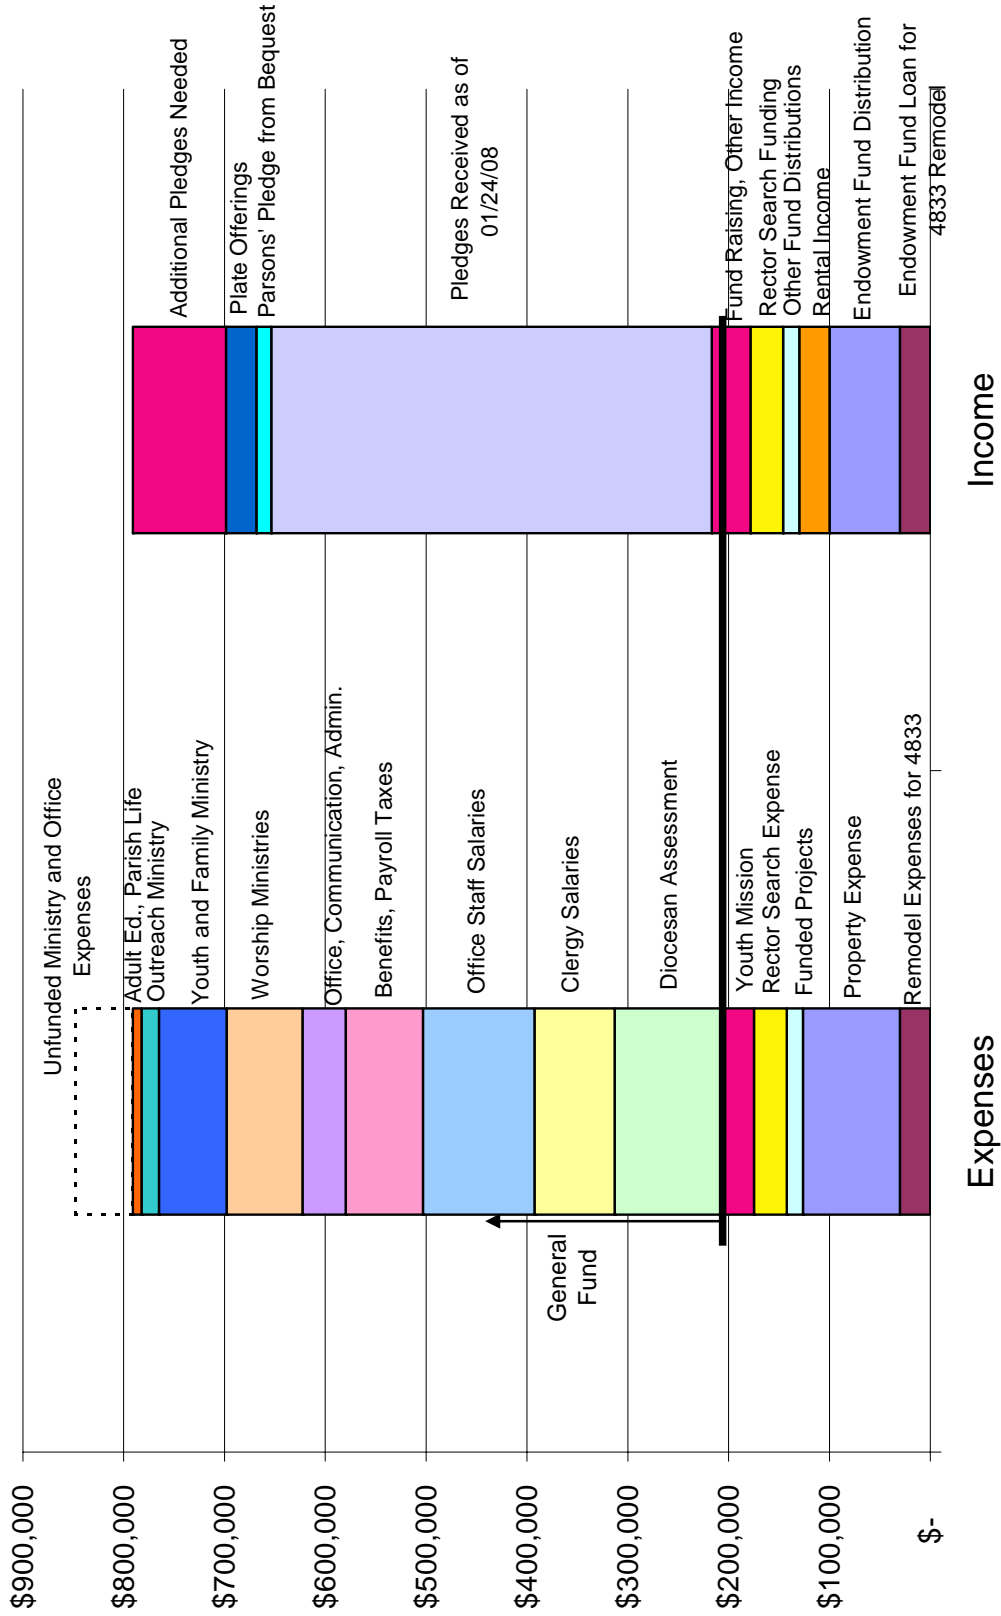 $900,000
$800,000
$700,000
$600,000
$500,000
$400,000
$300,000
$200,000
$100,000
$-
General
Fund
Unfunded Ministry and Office
Expenses
Adult Ed., Parish Life
Outreach Ministry
Youth and Family Ministry
Worship Ministries
Office, Communication, Admin.
Benefits, Payroll Taxes
Office Staff Salaries
Clergy Salaries
Diocesan Assessment
Youth Mission
Rector Search Expense
Funded Projects
Property Expense
Remodel Expenses for 4833
Expenses
Additional Pledges Needed
Plate Offerings
Parsons' Pledge from Bequest
Pledges Received as of
01/24/08
Fund Raising, Other Income
Rector Search Funding
Other Fund Distributions
Rental Income
Endowment Fund Distribution
Endowment Fund Loan for
4833 Remodel
Income